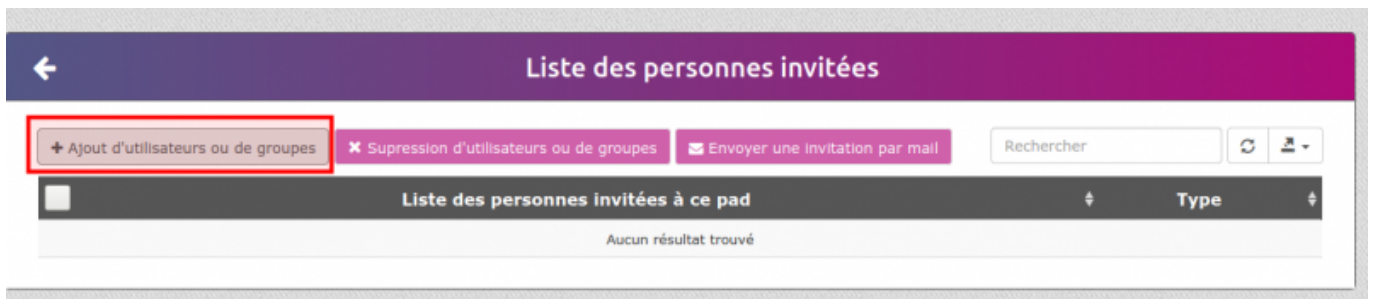 Liste des personnes invitées
+ Ajout d'utilisateurs ou de groupes
Supression d'utilisateurs ou de groupes
Envoyer une invitation par mail
Rechercher
Liste des personnes invitées à ce pad
Type
Aucun résultat trouvé